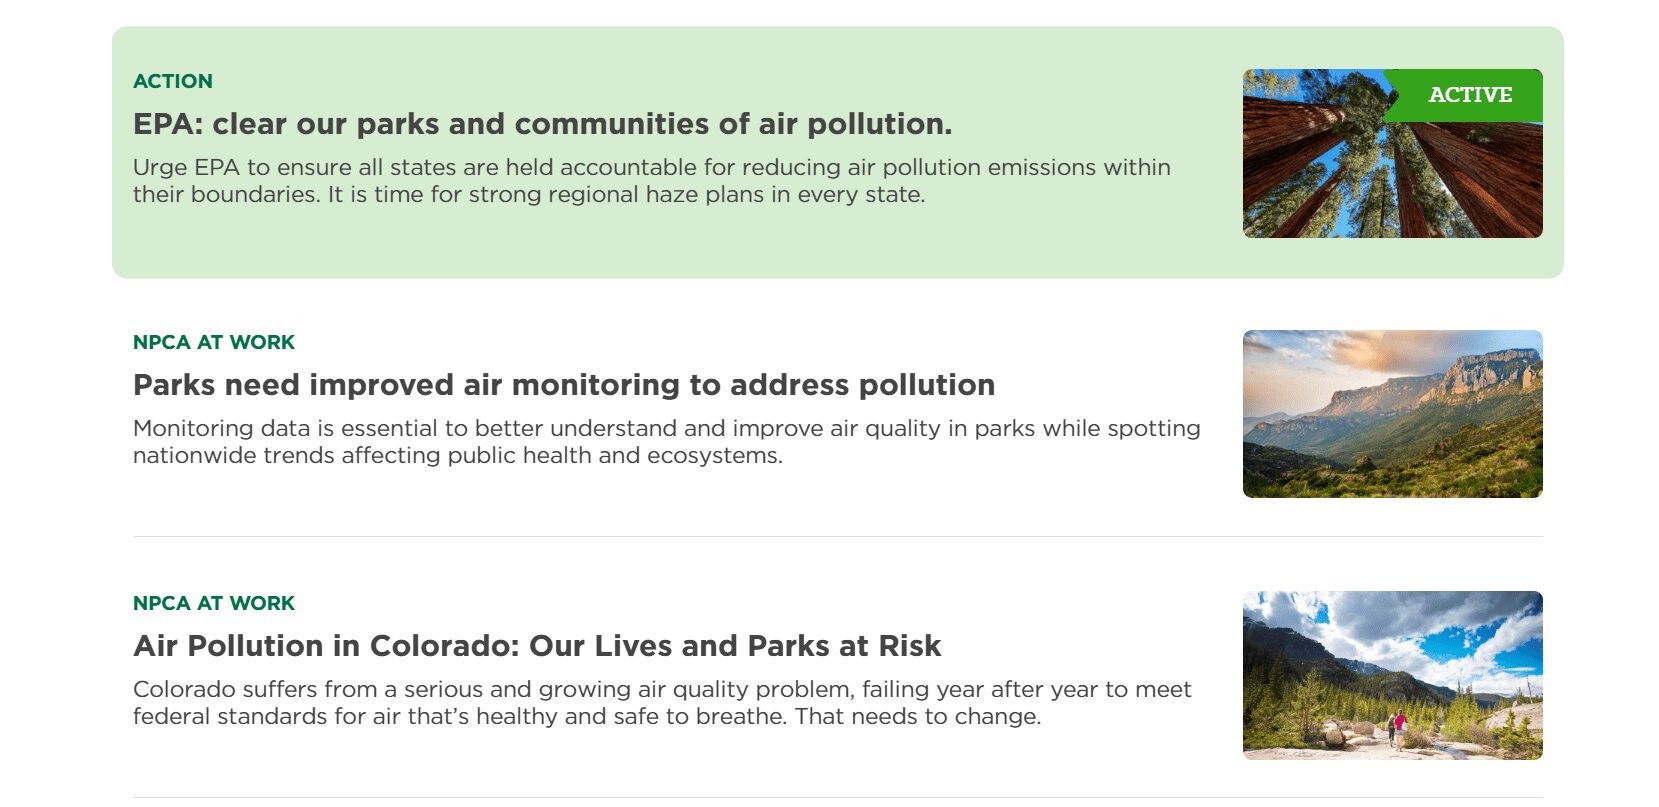 ACTION
EPA: clear our parks and communities of air pollution.
Urge EPA to ensure all states are held accountable for reducing air pollution emissions within
their boundaries. It is time for strong regional haze plans in every state.
ACTIVE
NPCA AT WORK
Parks need improved air monitoring to address pollution
Monitoring data is essential to better understand and improve air quality in parks while spotting
nationwide trends affecting public health and ecosystems.
NPCA AT WORK
Air Pollution in Colorado: Our Lives and Parks at Risk
Colorado suffers from a serious and growing air quality problem, failing year after year to meet
federal standards for air that’s healthy and safe to breathe. That needs to change.